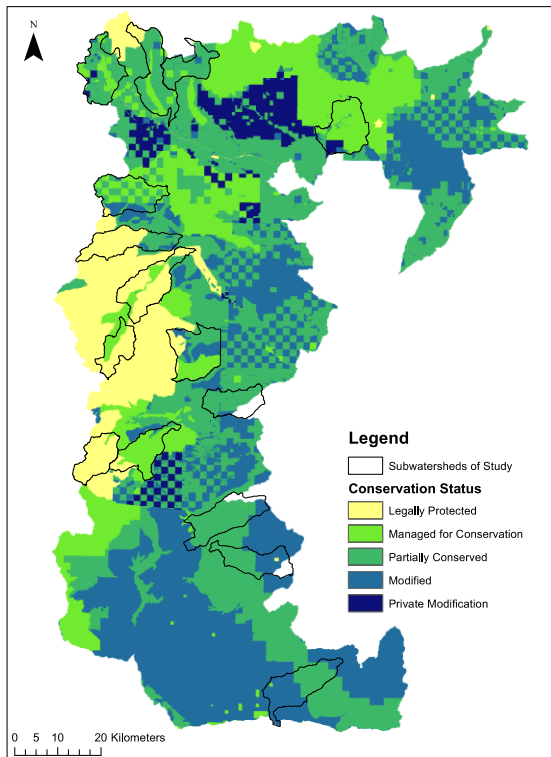 N
Legend
Subwatersheds of Study
Conservation Status
Legally Protected
Managed for Conservation
Partially Conserved
Modified
Private Modification
0 5 10 20 Kilometers